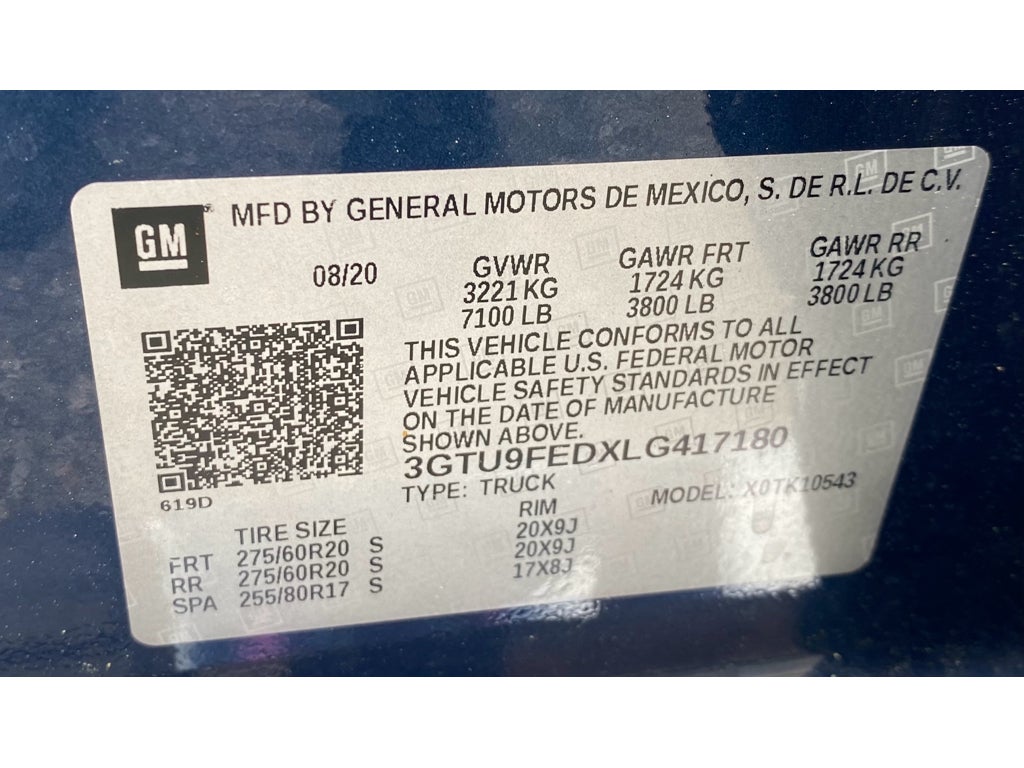 GM
MFD BY GENERAL MOTORS DE MEXICO, S. DE R.L. DE C.V.
08/20
GVWR GAWR FRT GAWR RR
3221 KG 1724 KG 1724 KG
7100 LB 3800 LB 3800 LB
THIS VEHICLE CONFORMS TO ALL
APPLICABLE U.S. FEDERAL MOTOR
VEHICLE SAFETY STANDARDS IN EFFECT
ON THE DATE OF MANUFACTURE
SHOWN ABOVE.
3GTU9FEDXLG417180
619D
TYPE: TRUCK MODEL: X0TK10543
TIRE SIZE RIM
FRT 275/60R20 S 20X9J
RR 275/60R20 S 20X9J
SPA 255/80R17 S 17X8J